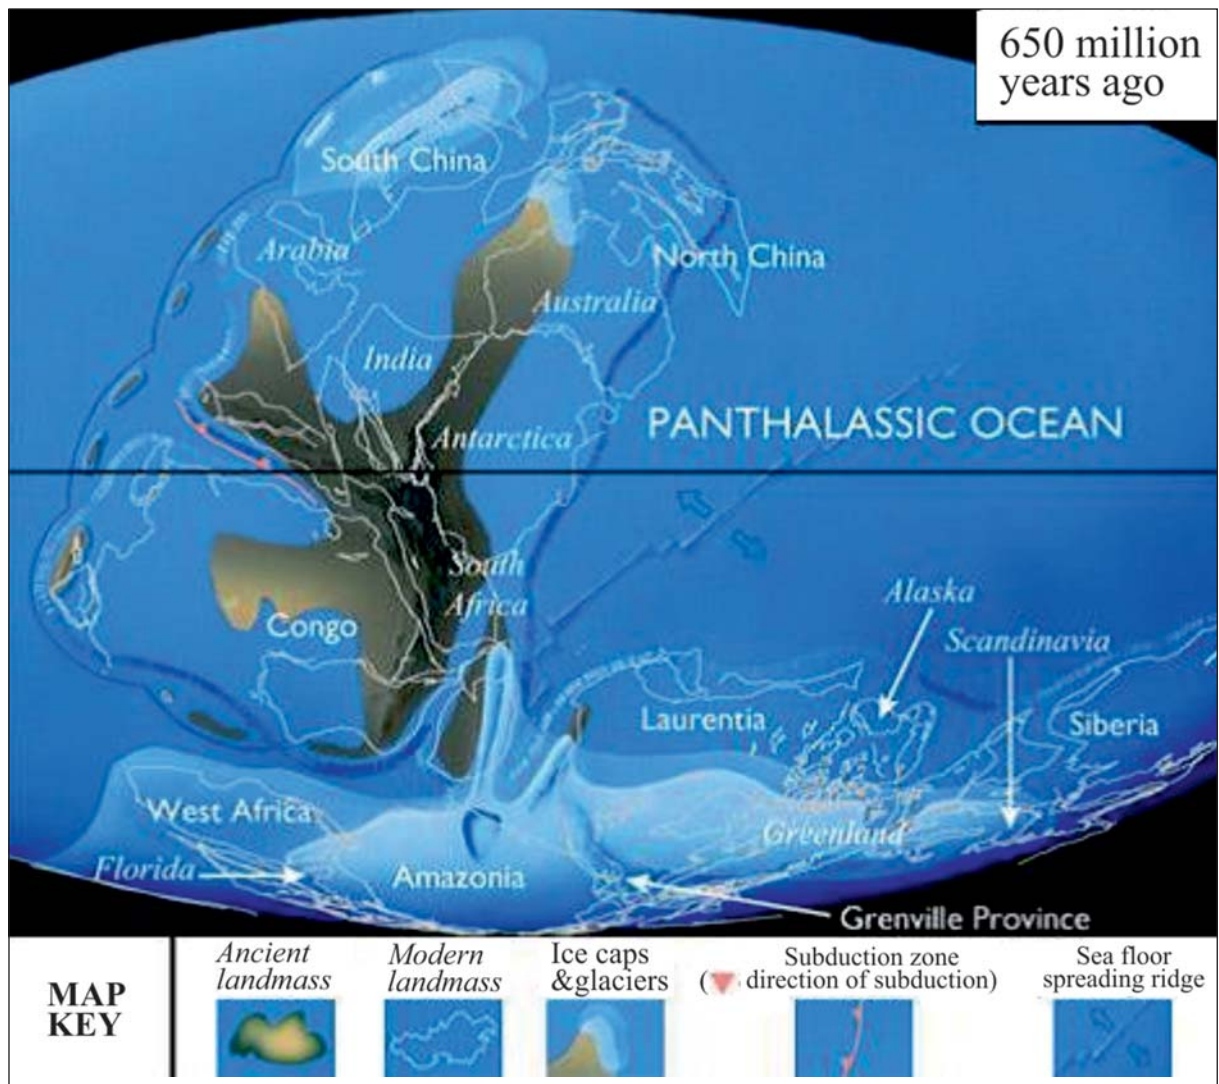 650 million
years ago
South China
Arabia
North China
Australia
India
PANTHALASSIC OCEAN
Antarctica
South
Africa
Alaska
Congo
Scandinavia
Laurentia
Siberia
West Africa
Greenland
Florida
Amazonia
Grenville Province
MAP
KEY
Ancient
landmass
Modern
landmass
Ice caps
&glaciers
Subduction zone
( direction of subduction)
Sea floor
spreading ridge